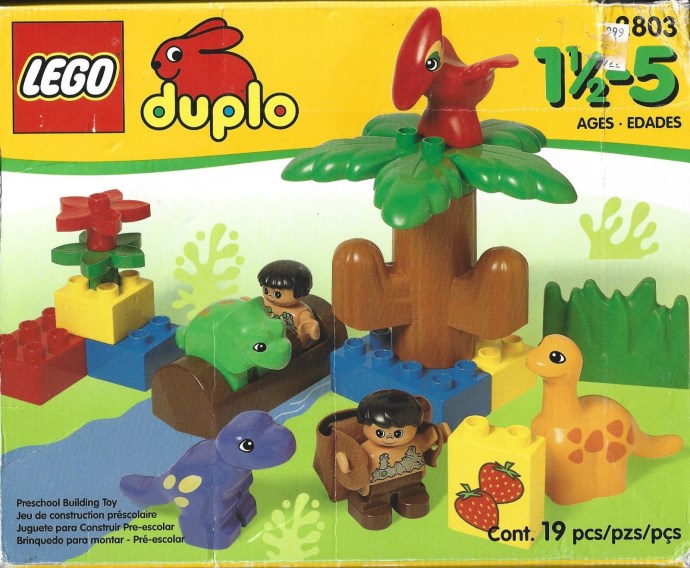 LEGO
duplo
2803
1½-5
AGES · EDADES
Preschool Building Toy
Jeu de construction préscolaire
Juguete para Construir Pre-escolar
Brinquedo para montar - Pré-escolar
Cont. 19 pcs/pzs/pçs